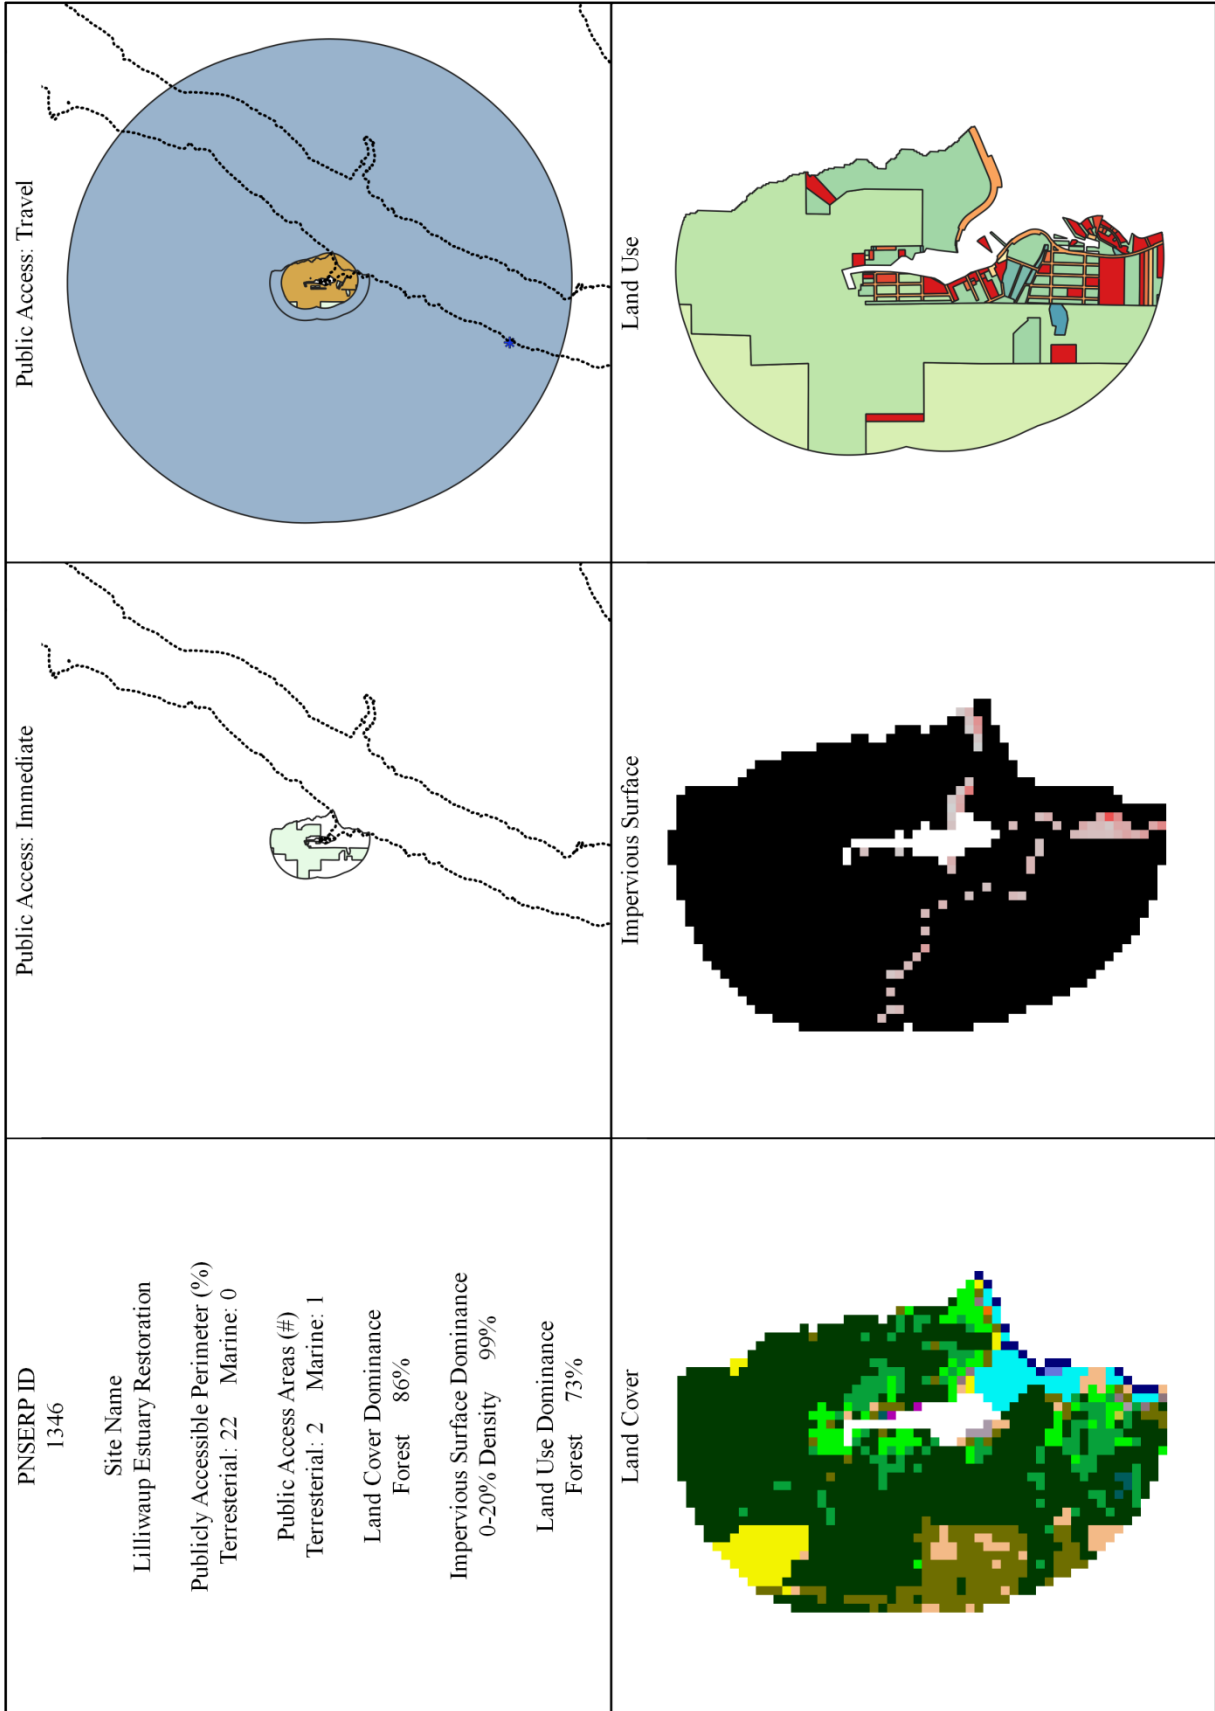 PNSERP ID
1346
Site Name
Lilliwaup Estuary Restoration
Publicly Accessible Perimeter (%)
Terresterial: 22 Marine: 0
Public Access Areas (#)
Terresterial: 2 Marine: 1
Land Cover Dominance
Forest 86%
Impervious Surface Dominance
0-20% Density 99%
Land Use Dominance
Forest 73%
Public Access: Immediate
Public Access: Travel
Land Cover
Impervious Surface
Land Use